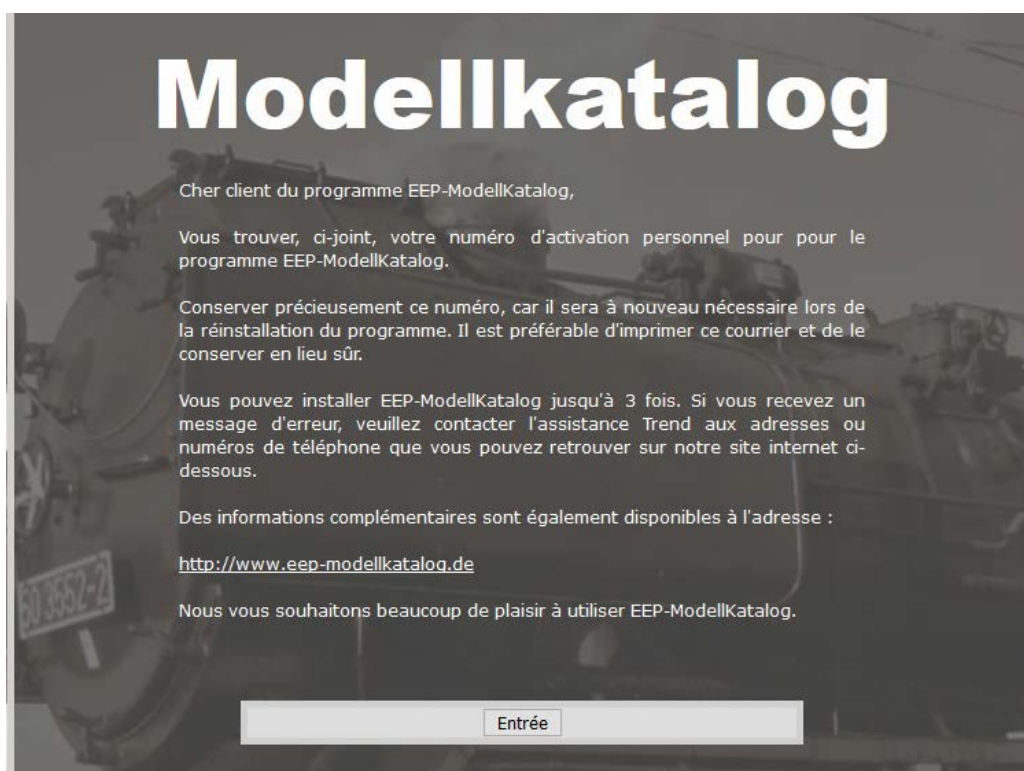 Modellkatalog
Cher client du programme EEP-ModellKatalog,
Vous trouver, ci-joint, votre numéro d'activation personnel pour pour le
programme EEP-ModellKatalog.
Conserver précieusement ce numéro, car il sera à nouveau nécessaire lors de
la réinstallation du programme. Il est préférable d'imprimer ce courrier et de le
conserver en lieu sûr.
Vous pouvez installer EEP-ModellKatalog jusqu'à 3 fois. Si vous recevez un
message d'erreur, veuillez contacter l'assistance Trend aux adresses ou
numéros de téléphone que vous pouvez retrouver sur notre site internet ci-
dessous.
Des informations complémentaires sont également disponibles à l'adresse :
http://www.eep-modellkatalog.de
60 3552-2
Nous vous souhaitons beaucoup de plaisir à utiliser EEP-ModellKatalog.
Entrée